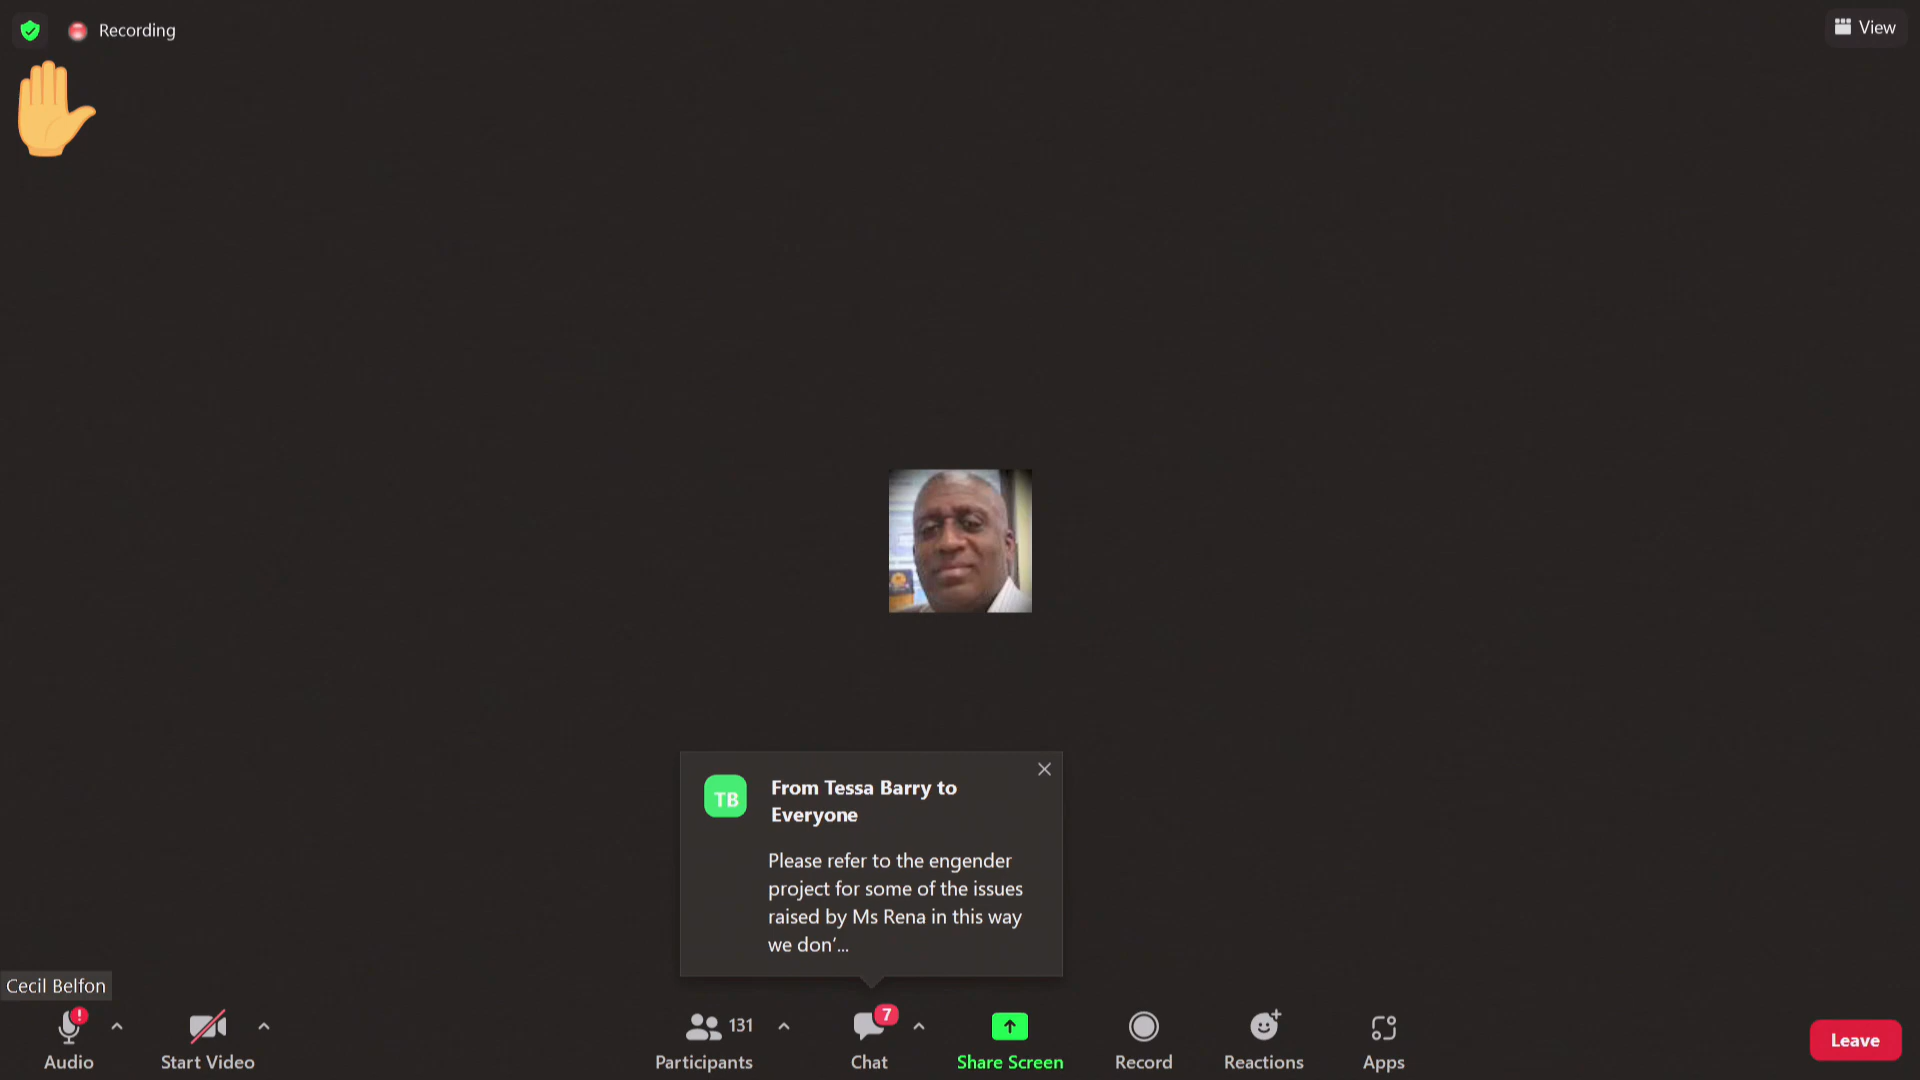 Recording
View
From Tessa Barry to
Everyone
TB
Please refer to the engender
project for some of the issues
raised by Ms Rena in this way
we don’...
Cecil Belfon
131
7
Audio
Start Video
Participants
Chat
Share Screen
Record
Reactions
Apps
Leave